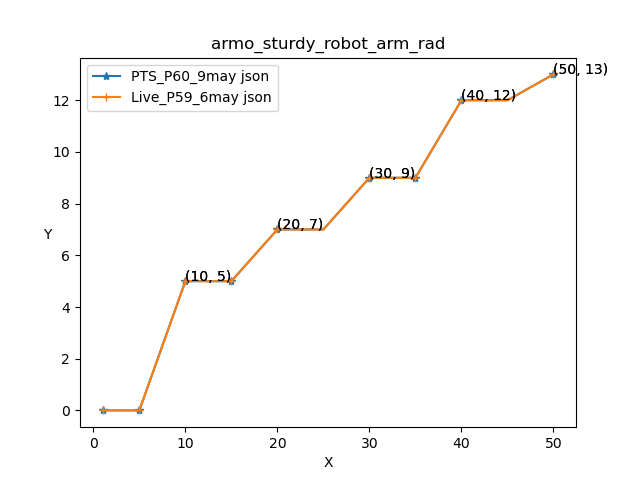 armo_sturdy_robot_arm_rad
PTS_P60_9may json
Live_P59_6may json
(50, 13)
(40, 12)
(30, 9)
(20, 7)
(10, 5)
Y
12
10
8
6
4
2
0
0 10 20 30 40 50
X